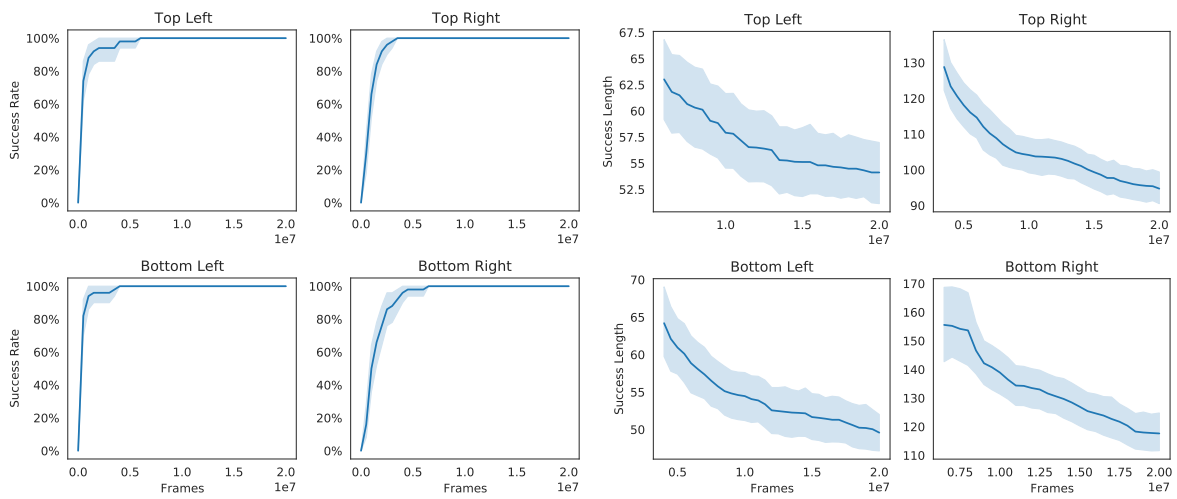 Top Left
Success Rate
100%
80%
60%
40%
20%
0%
0.0 0.5 1.0 1.5 2.0
1e7
Top Right
100%
80%
60%
40%
20%
0%
0.0 0.5 1.0 1.5 2.0
1e7
Top Left
Success Length
67.5
65
62.5
60
57.5
55
52.5
1.0 1.5 2.0
1e7
Top Right
130
120
110
100
90
0.5 1.0 1.5 2.0
1e7
Bottom Left
Success Rate
100%
80%
60%
40%
20%
0%
0.0 0.5 1.0 1.5 2.0
Frames 1e7
Bottom Right
100%
80%
60%
40%
20%
0%
0.0 0.5 1.0 1.5 2.0
Frames 1e7
Bottom Left
Success Length
70
65
60
55
50
0.5 1.0 1.5 2.0
Frames 1e7
Bottom Right
170
160
150
140
130
120
110
0.75 1.00 1.25 1.50 1.75 2.00
Frames 1e7